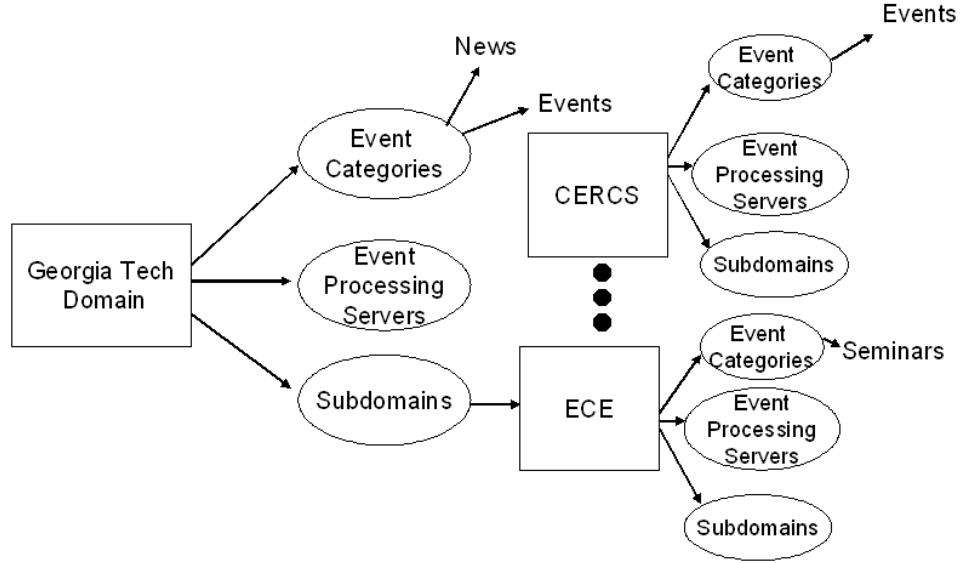 News
Events
Event
Categories
Georgia Tech
Domain
Event
Processing
Servers
Subdomains
CERCS
Event
Categories
Events
Event
Processing
Servers
Subdomains
ECE
Event
Categories
Seminars
Event
Processing
Servers
Subdomains